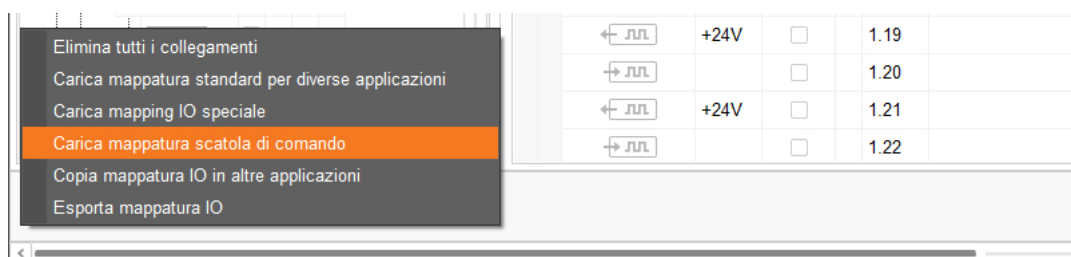 Elimina tutti i collegamenti
Carica mappatura standard per diverse applicazioni
Carica mapping IO speciale
Carica mappatura scatola di comando
Copia mappatura IO in altre applicazioni
Esporta mappatura IO
+24V 1.19
1.20
+24V 1.21
1.22